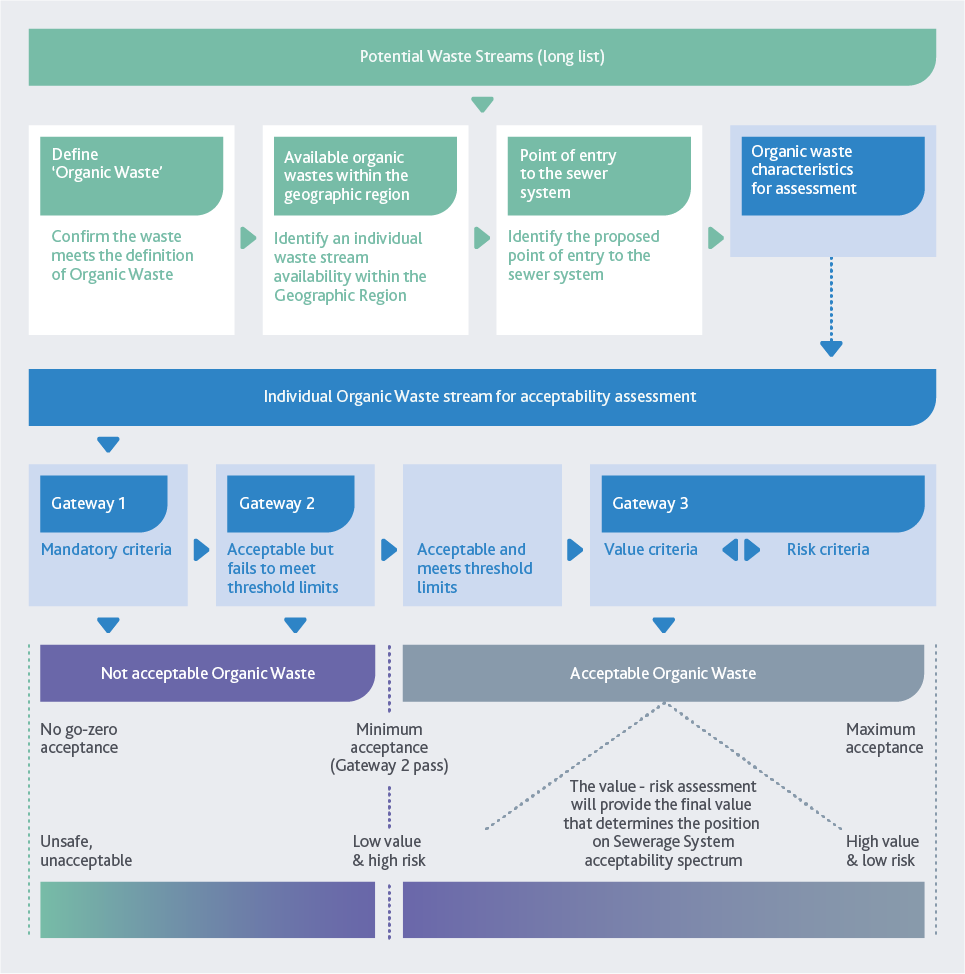 Potential Waste Streams (long list)
Define
‘Organic Waste’
Confirm the waste
meets the definition
of Organic Waste
Available organic
wastes within the
geographic region
Identify an individual
waste stream
availability within the
Geographic Region
Point of entry
to the sewer
system
Identify the proposed
point of entry to the
sewer system
Organic waste
characteristics
for assessment
Individual Organic Waste stream for acceptability assessment
Gateway 1
Mandatory criteria
Gateway 2
Acceptable but
fails to meet
threshold limits
Acceptable and
meets threshold
limits
Gateway 3
Value criteria
Risk criteria
Not acceptable Organic Waste
Acceptable Organic Waste
No go-zero
acceptance
Minimum
acceptance
(Gateway 2 pass)
Maximum
acceptance
The value - risk assessment
will provide the final value
that determines the position
on Sewerage System
acceptability spectrum
Unsafe,
unacceptable
Low value
& high risk
High value
& low risk